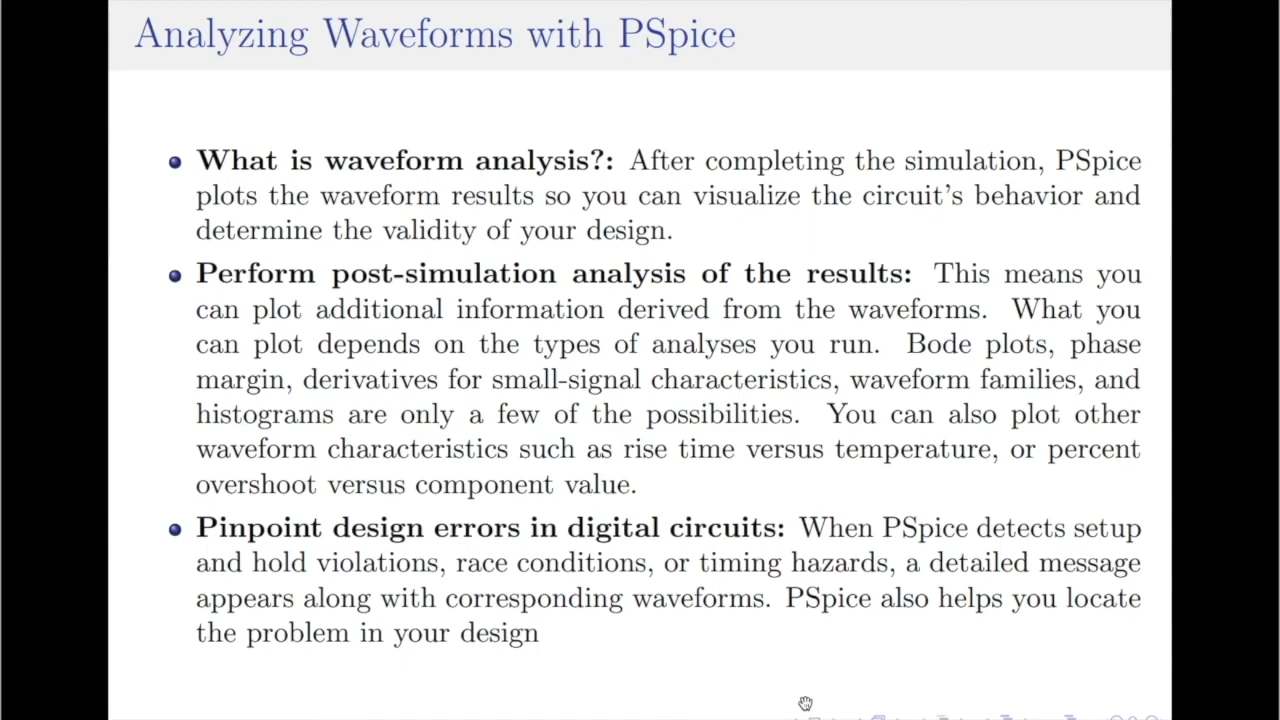 Analyzing Waveforms with PSpice
What is waveform analysis?: After completing the simulation, PSpice
plots the waveform results so you can visualize the circuit's behavior and
determine the validity of your design.
Perform post-simulation analysis of the results: This means you
can plot additional information derived from the waveforms. What you
can plot depends on the types of analyses you run. Bode plots, phase
margin, derivatives for small-signal characteristics, waveform families, and
histograms are only a few of the possibilities. You can also plot other
waveform characteristics such as rise time versus temperature, or percent
overshoot versus component value.
Pinpoint design errors in digital circuits: When PSpice detects setup
and hold violations, race conditions, or timing hazards, a detailed message
appears along with corresponding waveforms. PSpice also helps you locate
the problem in your design